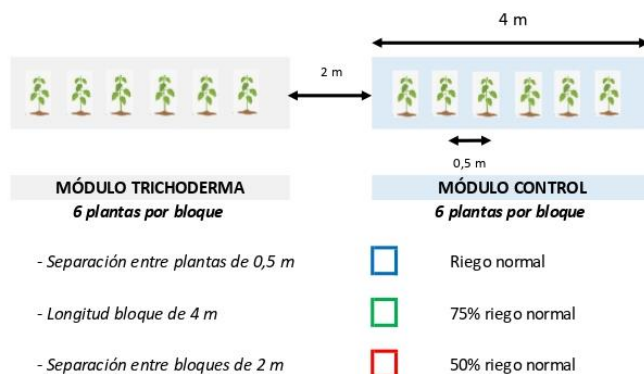 4 m
2 m
0,5 m
MÓDULO TRICHODERMA
6 plantas por bloque
MÓDULO CONTROL
6 plantas por bloque
- Separación entre plantas de 0,5 m
Riego normal
- Longitud bloque de 4 m
75% riego normal
- Separación entre bloques de 2 m
50% riego normal